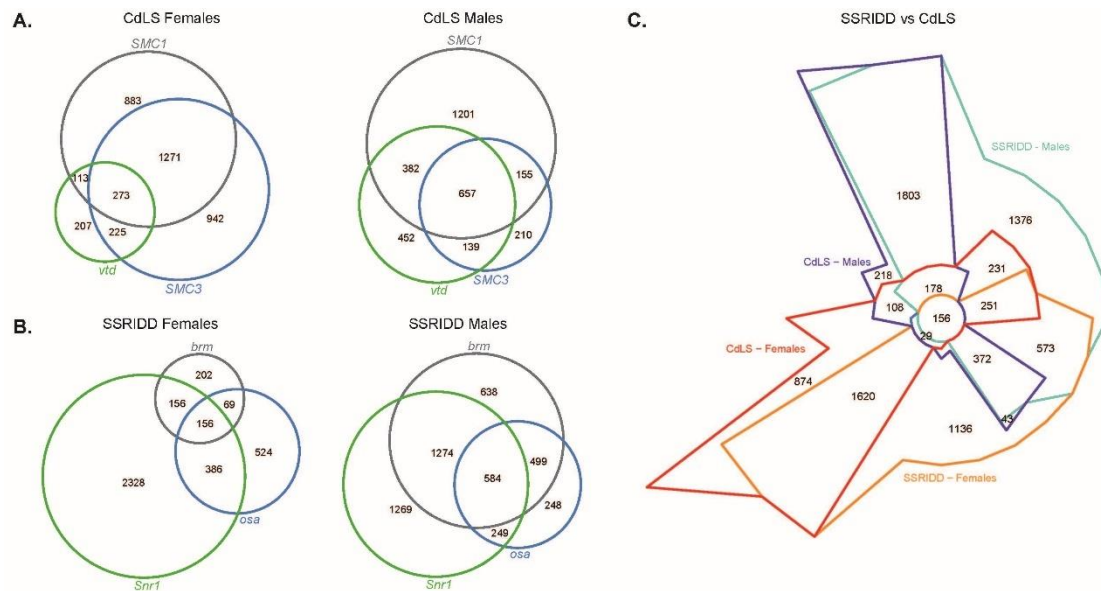 A.
CdLS Females
SMC1
883
1271
113
273
207
225
942
vtd
SMC3
CdLS Males
SMC1
1201
382
155
657
452
139
210
vtd
SMC3
B.
SSRIDD Females
brm
202
156
69
156
524
386
2328
osa
Snr1
SSRIDD Males
brm
638
1274
499
584
1269
248
249
osa
Snr1
C.
SSRIDD vs CdLS
SSRIDD - Males
1803
1376
CdLS – Males
218
231
178
108
251
156
29
573
CdLS – Females
372
874
1620
43
1136
SSRIDD – Females